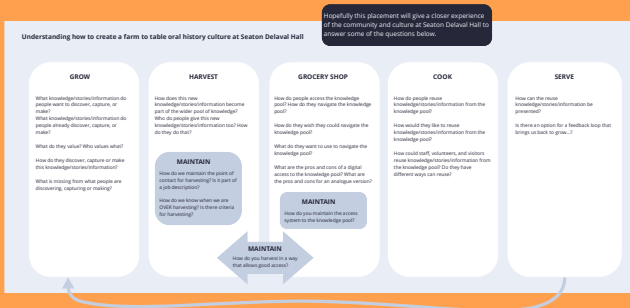 Hopefully this placement will give a closer experience
of the community and culture at Seaton Delaval Hall to
answer some of the questions below.
Understanding how to create a farm to table oral history culture at Seaton Delaval Hall
GROW
What knowledge/stories/information do
people want to discover, capture, or
make?
What knowledge/stories/information do
people already discover, capture, or
make?
What do they value? Who values what?
How do they discover, capture or make
this knowledge/stories/information?
What is missing from what people are
discovering, capturing or making?
HARVEST
How does this new
knowledge/stories/information become
part of the wider pool of knowledge?
Who do people give this new
knowledge/stories/information too? How
do they do that?
MAINTAIN
How do we maintain the point of
contact for harvesting? Is it part of
a job description?
How do we know when we are
OVER harvesting? Is there criteria
for harvesting?
GROCERY SHOP
How do people access the knowledge
pool? How do they navigate the knowledge
pool?
How do they wish they could navigate the
knowledge pool?
What do they want to use to navigate the
knowledge pool?
What are the pros and cons of a digital
access to the knowledge pool? What are
the pros and cons for an analogue version?
MAINTAIN
How do you maintain the access
system to the knowledge pool?
MAINTAIN
How do you harvest in a way
that allows good access?
COOK
How do people reuse
knowledge/stories/information from the
knowledge pool?
How would they like to reuse
knowledge/stories/information from the
knowledge pool?
How could staff, volunteers, and visitors
reuse knowledge/stories/information from
the knowledge pool? Do they have
different ways can reuse?
SERVE
How can the reuse
knowledge/stories/information be
presented?
Is there an option for a feedback loop that
brings us back to grow...?